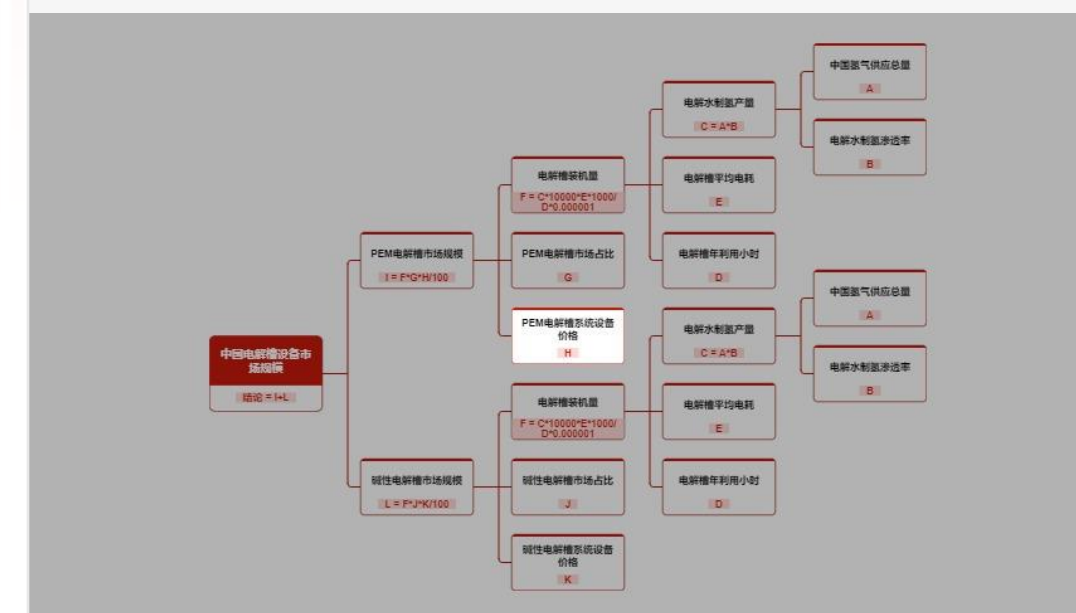 中国氢气供应总量
A
电解水制氢产量
C = A*B
电解水制氢渗透率
B
电解槽装机量
F = C*10000*E*1000/
D*0.000001
电解槽平均电耗
E
PEM电解槽市场规模
I = F*G*H/100
PEM电解槽市场占比
G
电解槽年利用小时
D
PEM电解槽系统设备
价格
H
中国氢气供应总量
A
电解水制氢产量
C = A*B
电解水制氢渗透率
B
中国电解槽设备市
场规模
结论 = I+L
电解槽装机量
F = C*10000*E*1000/
D*0.000001
电解槽平均电耗
E
碱性电解槽市场规模
L = F*J*K/100
碱性电解槽市场占比
J
电解槽年利用小时
D
碱性电解槽系统设备
价格
K